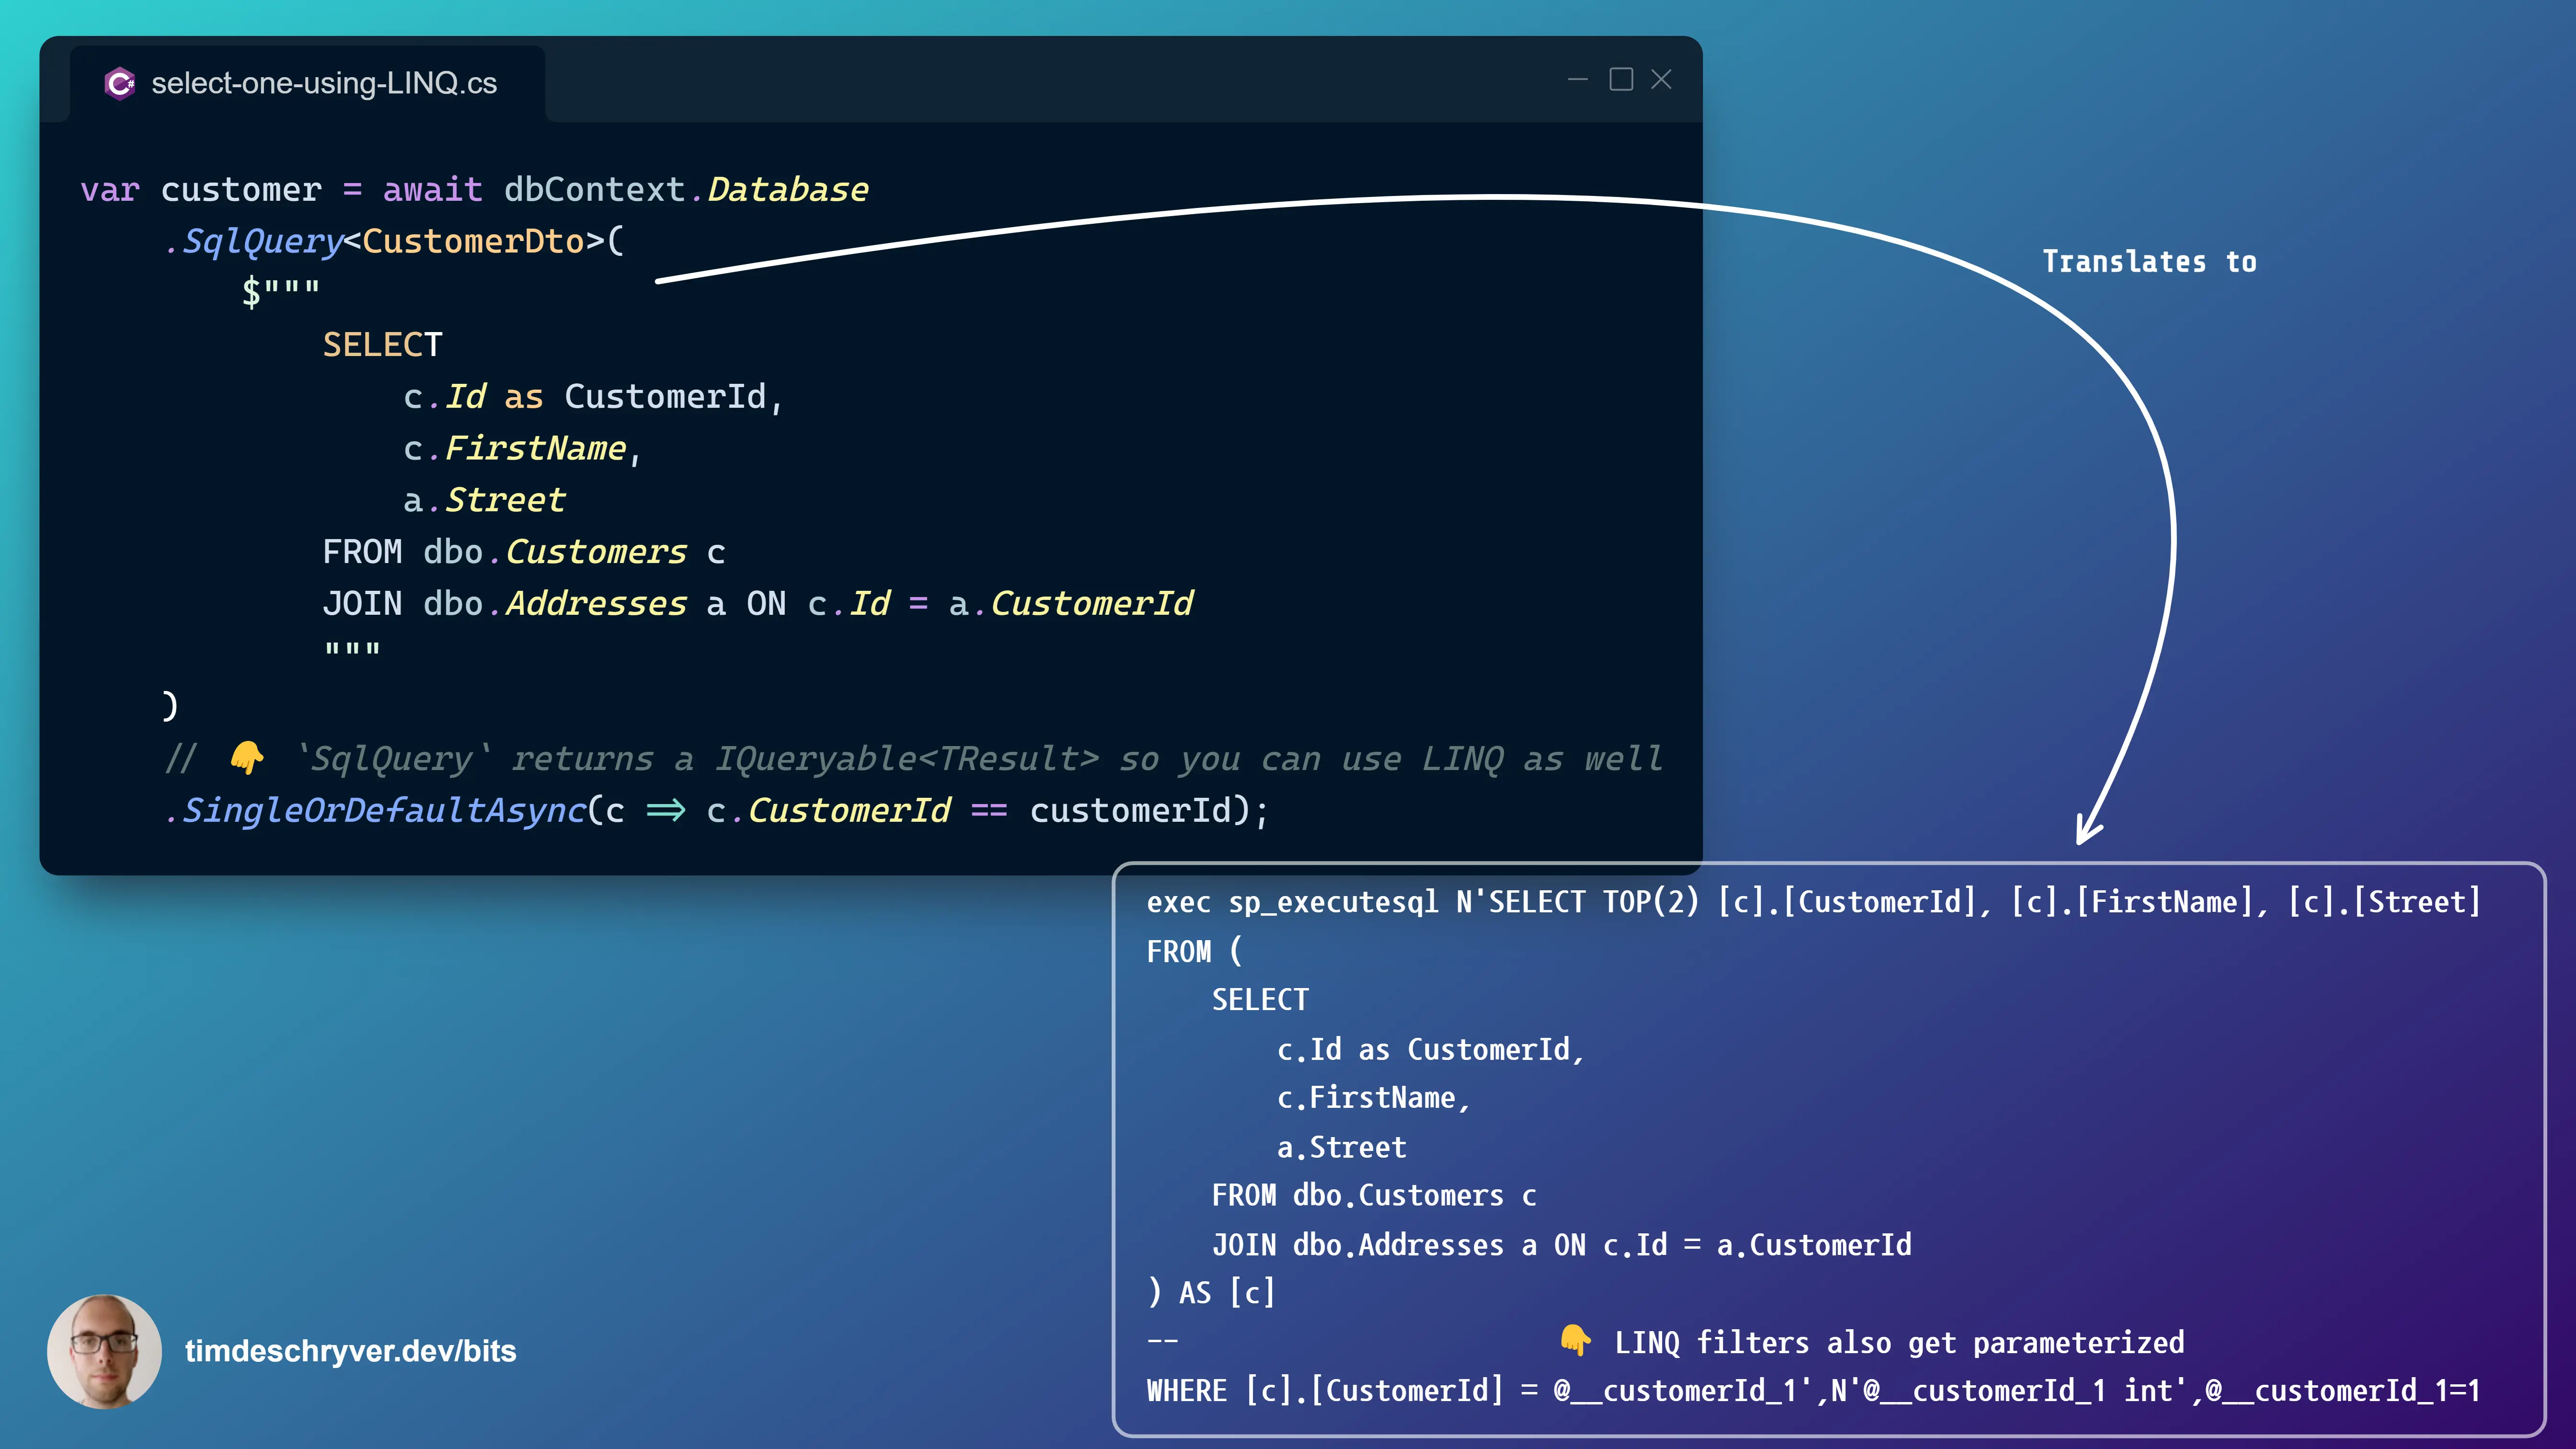 select-one-using-LINQ.cs
var customer = await dbContext.Database
.SqlQuery<CustomerDto>(
$"""
SELECT
c.Id as CustomerId,
c.FirstName,
a.Street
FROM dbo.Customers c
JOIN dbo.Addresses a ON c.Id = a.CustomerId
"""
)
// 👇 `SqlQuery` returns a IQueryable<TResult> so you can use LINQ as well
.SingleOrDefaultAsync(c => c.CustomerId == customerId);
Translates to
exec sp_executesql N'SELECT TOP(2) [c].[CustomerId], [c].[FirstName], [c].[Street]
FROM (
SELECT
c.Id as CustomerId,
c.FirstName,
a.Street
FROM dbo.Customers c
JOIN dbo.Addresses a ON c.Id = a.CustomerId
) AS [c]
-- 👇 LINQ filters also get parameterized
WHERE [c].[CustomerId] = @__customerId_1',N'@__customerId_1 int',@__customerId_1=1
timdeschryver.dev/bits